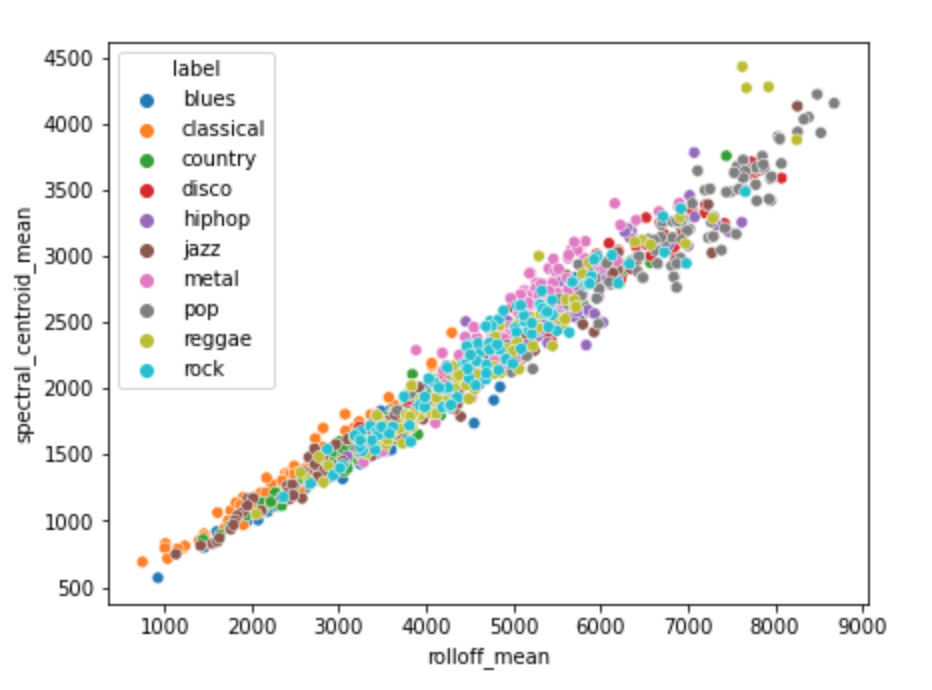 label
blues
classical
country
disco
hiphop
jazz
metal
pop
reggae
rock
4500
4000
3500
3000
2500
2000
1500
1000
500
spectral_centroid_mean
1000 2000 3000 4000 5000 6000 7000 8000 9000
rolloff_mean